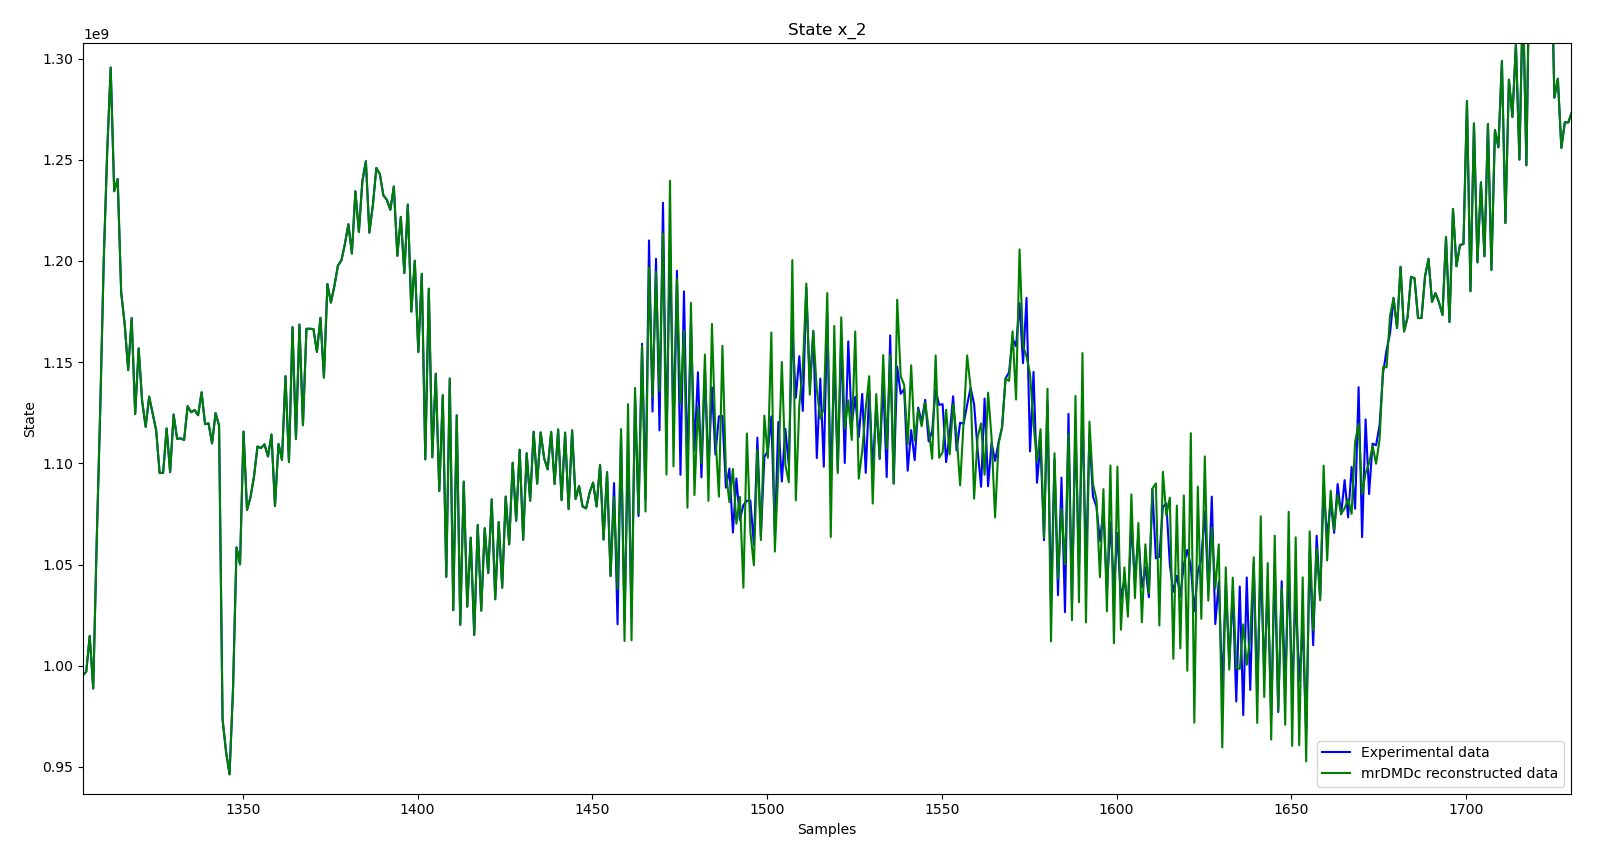 State x_2
1e9
1.30
1.25
1.20
1.15
1.10
1.05
1.00
0.95
State
1350
1400
1450
1500
1550
1600
1650
1700
Samples
Experimental data
mrDMDc reconstructed data